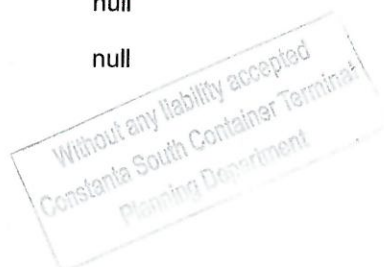 null
null
Without any liability accepted
Constanta South Container Terminal
Planning Department